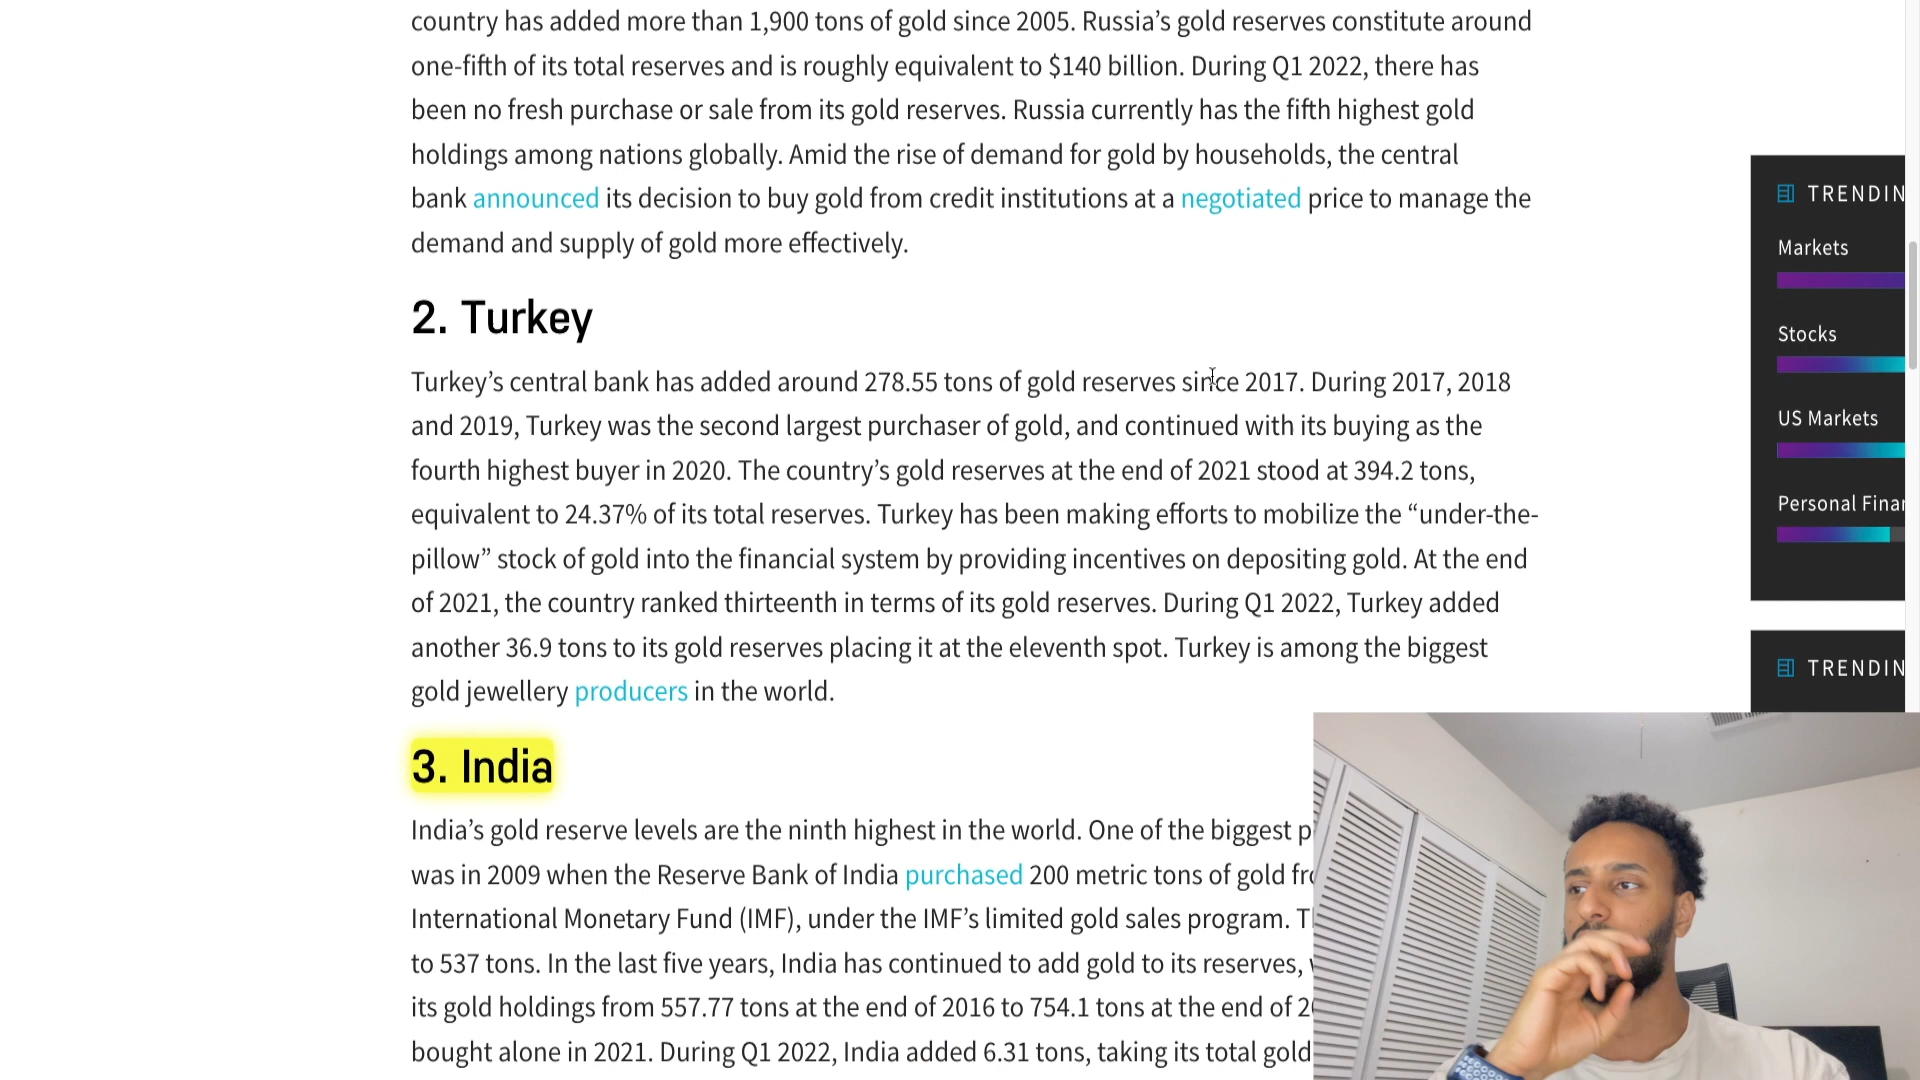 country has added more than 1,900 tons of gold since 2005. Russia’s gold reserves constitute around
one-fifth of its total reserves and is roughly equivalent to $140 billion. During Q1 2022, there has
been no fresh purchase or sale from its gold reserves. Russia currently has the fifth highest gold
holdings among nations globally. Amid the rise of demand for gold by households, the central
bank announced its decision to buy gold from credit institutions at a negotiated price to manage the
demand and supply of gold more effectively.
2. Turkey
Turkey’s central bank has added around 278.55 tons of gold reserves since 2017. During 2017, 2018
and 2019, Turkey was the second largest purchaser of gold, and continued with its buying as the
fourth highest buyer in 2020. The country’s gold reserves at the end of 2021 stood at 394.2 tons,
equivalent to 24.37% of its total reserves. Turkey has been making efforts to mobilize the “under-the-
pillow” stock of gold into the financial system by providing incentives on depositing gold. At the end
of 2021, the country ranked thirteenth in terms of its gold reserves. During Q1 2022, Turkey added
another 36.9 tons to its gold reserves placing it at the eleventh spot. Turkey is among the biggest
gold jewellery producers in the world.
3. India
India’s gold reserve levels are the ninth highest in the world. One of the biggest
was in 2009 when the Reserve Bank of India purchased 200 metric tons of gold
International Monetary Fund (IMF), under the IMF’s limited gold sales program.
to 537 tons. In the last five years, India has continued to add gold to its reserves,
its gold holdings from 557.77 tons at the end of 2016 to 754.1 tons at the end of
bought alone in 2021. During Q1 2022, India added 6.31 tons, taking its total gold
TRENDIN
Markets
Stocks
US Markets
Personal Finan
TRENDIN